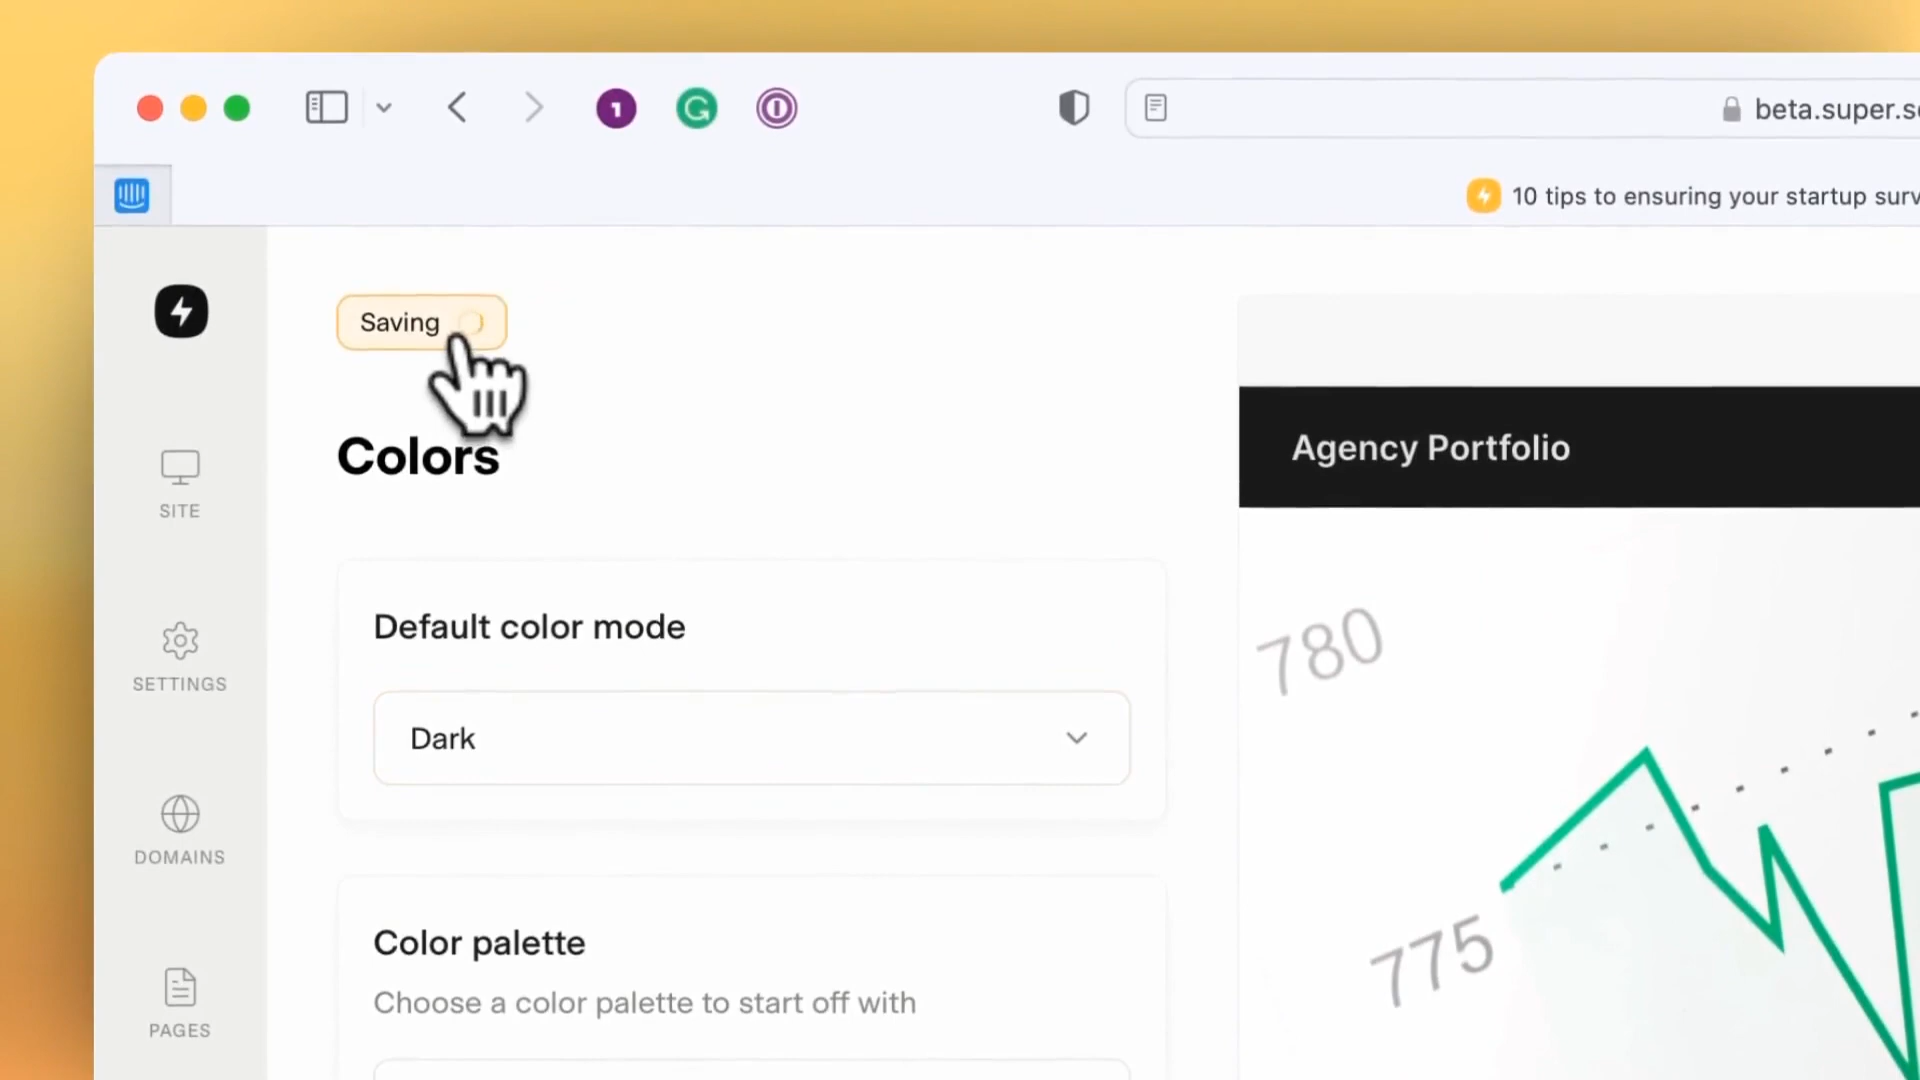 1
beta.super.s
10 tips to ensuring your startup surv
Saving
Colors
Agency Portfolio
SITE
Default color mode
780
SETTINGS
Dark
DOMAINS
Color palette
775
Choose a color palette to start off with
PAGES